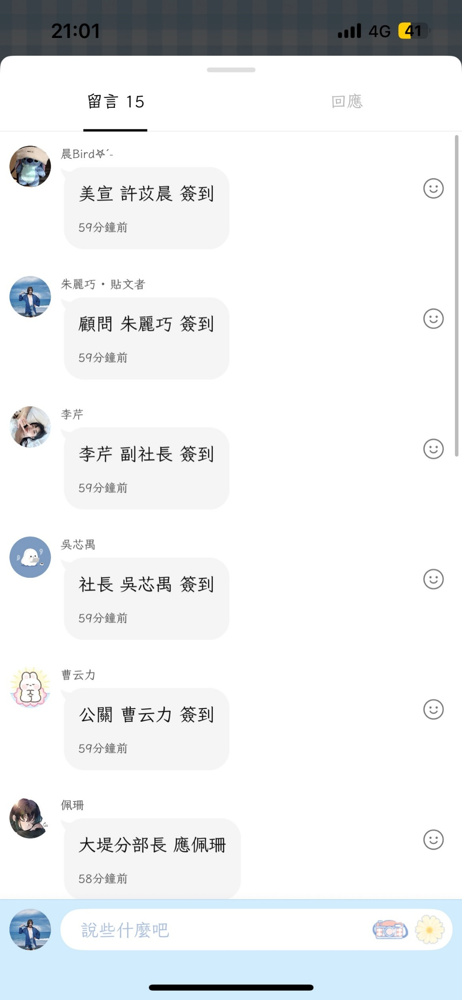 21:01
4G 41
留言 15
回應
晨Bird⛧´-
美宣 許苡晨 簽到
59分鐘前
朱麗巧・貼文者
顧問 朱麗巧 簽到
59分鐘前
李芹
李芹 副社長 簽到
59分鐘前
吳芯禺
社長 吳芯禺 簽到
59分鐘前
曹云力
公關 曹云力 簽到
59分鐘前
佩珊
大堤分部長 應佩珊
58分鐘前
說些什麼吧